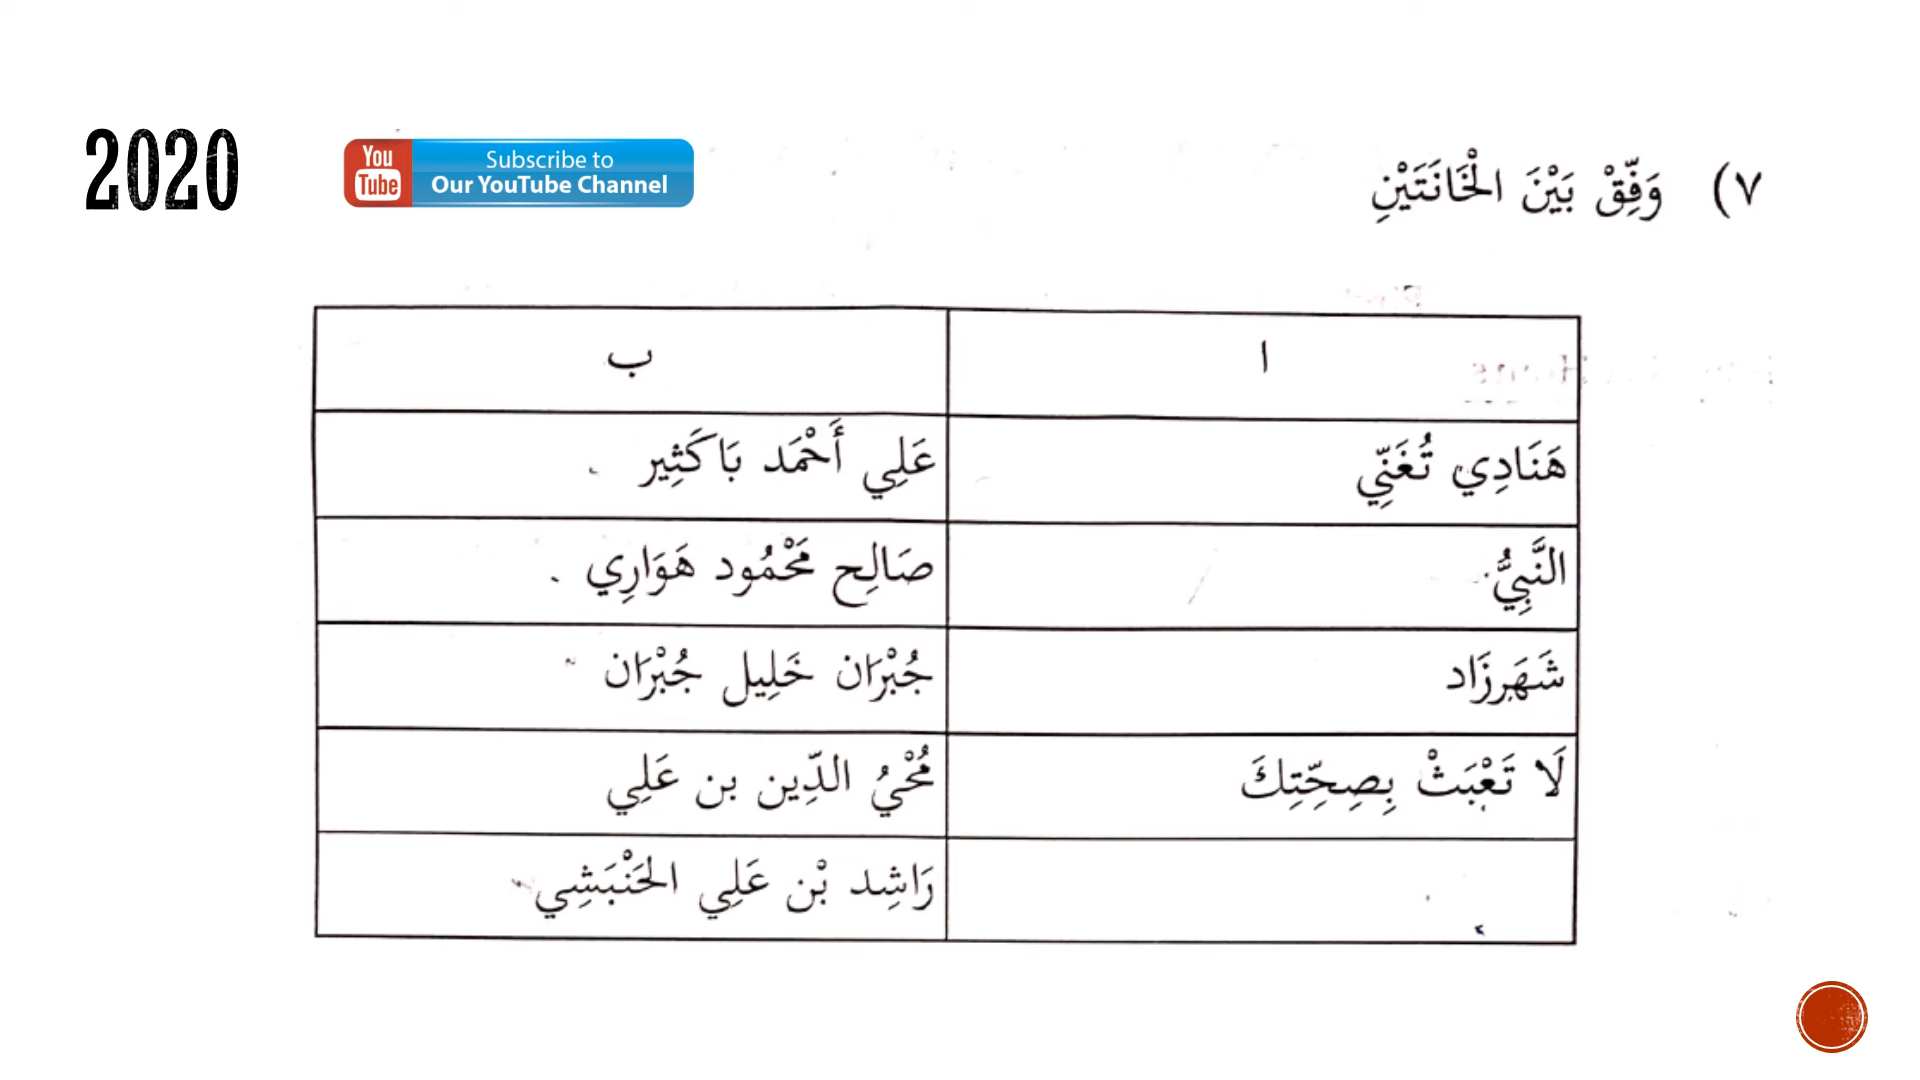 2020
You
Tube
Subscribe to
Our YouTube Channel
٧) وَفِّقْ بَيْنَ الْخَانَتَيْنِ
ا
ب
هَنَادِي تُغَنِّي
عَلِي أَحْمَد بَاكَثِير
النَّبِيُّ
صَالِح مَحْمُود هَوَارِي
شَهَرِزَاد
جُبْرَان خَلِيل جُبْرَان
لَا تَعْبَثْ بِصِحِّتِكَ
مُحْيُ الدِّين بن عَلِي
رَاشِد بْن عَلِي الحَنْبَشِي